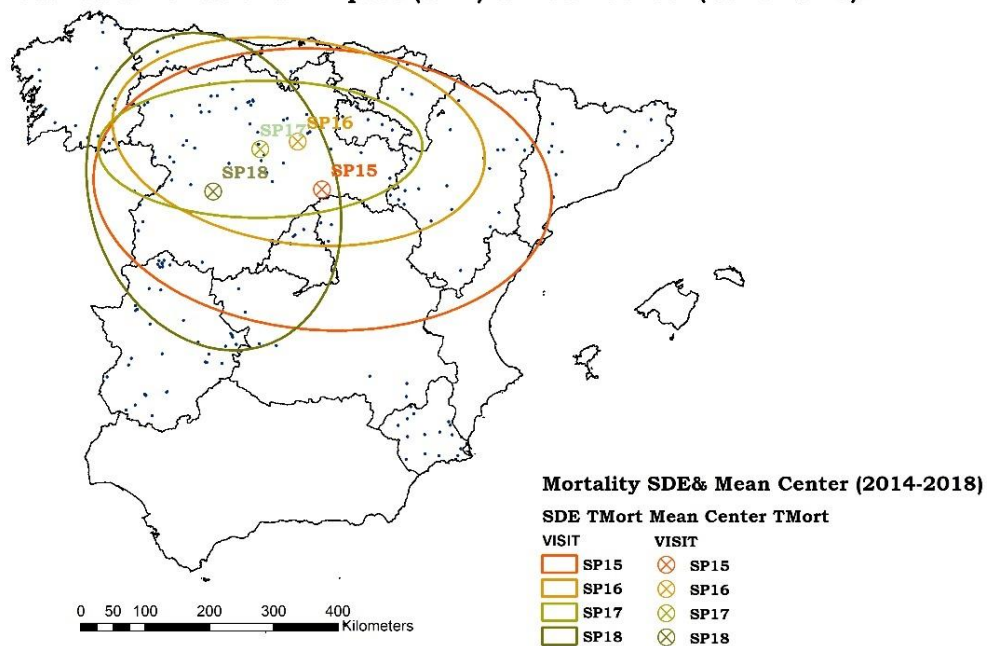 SP17 SP16
SP18 SP15
Mortality SDE& Mean Center (2014-2018)
SDE TMort Mean Center TMort
VISIT VISIT
SP15 SP15
SP16 SP16
SP17 SP17
SP18 SP18
0 50 100 200 300 400
Kilometers